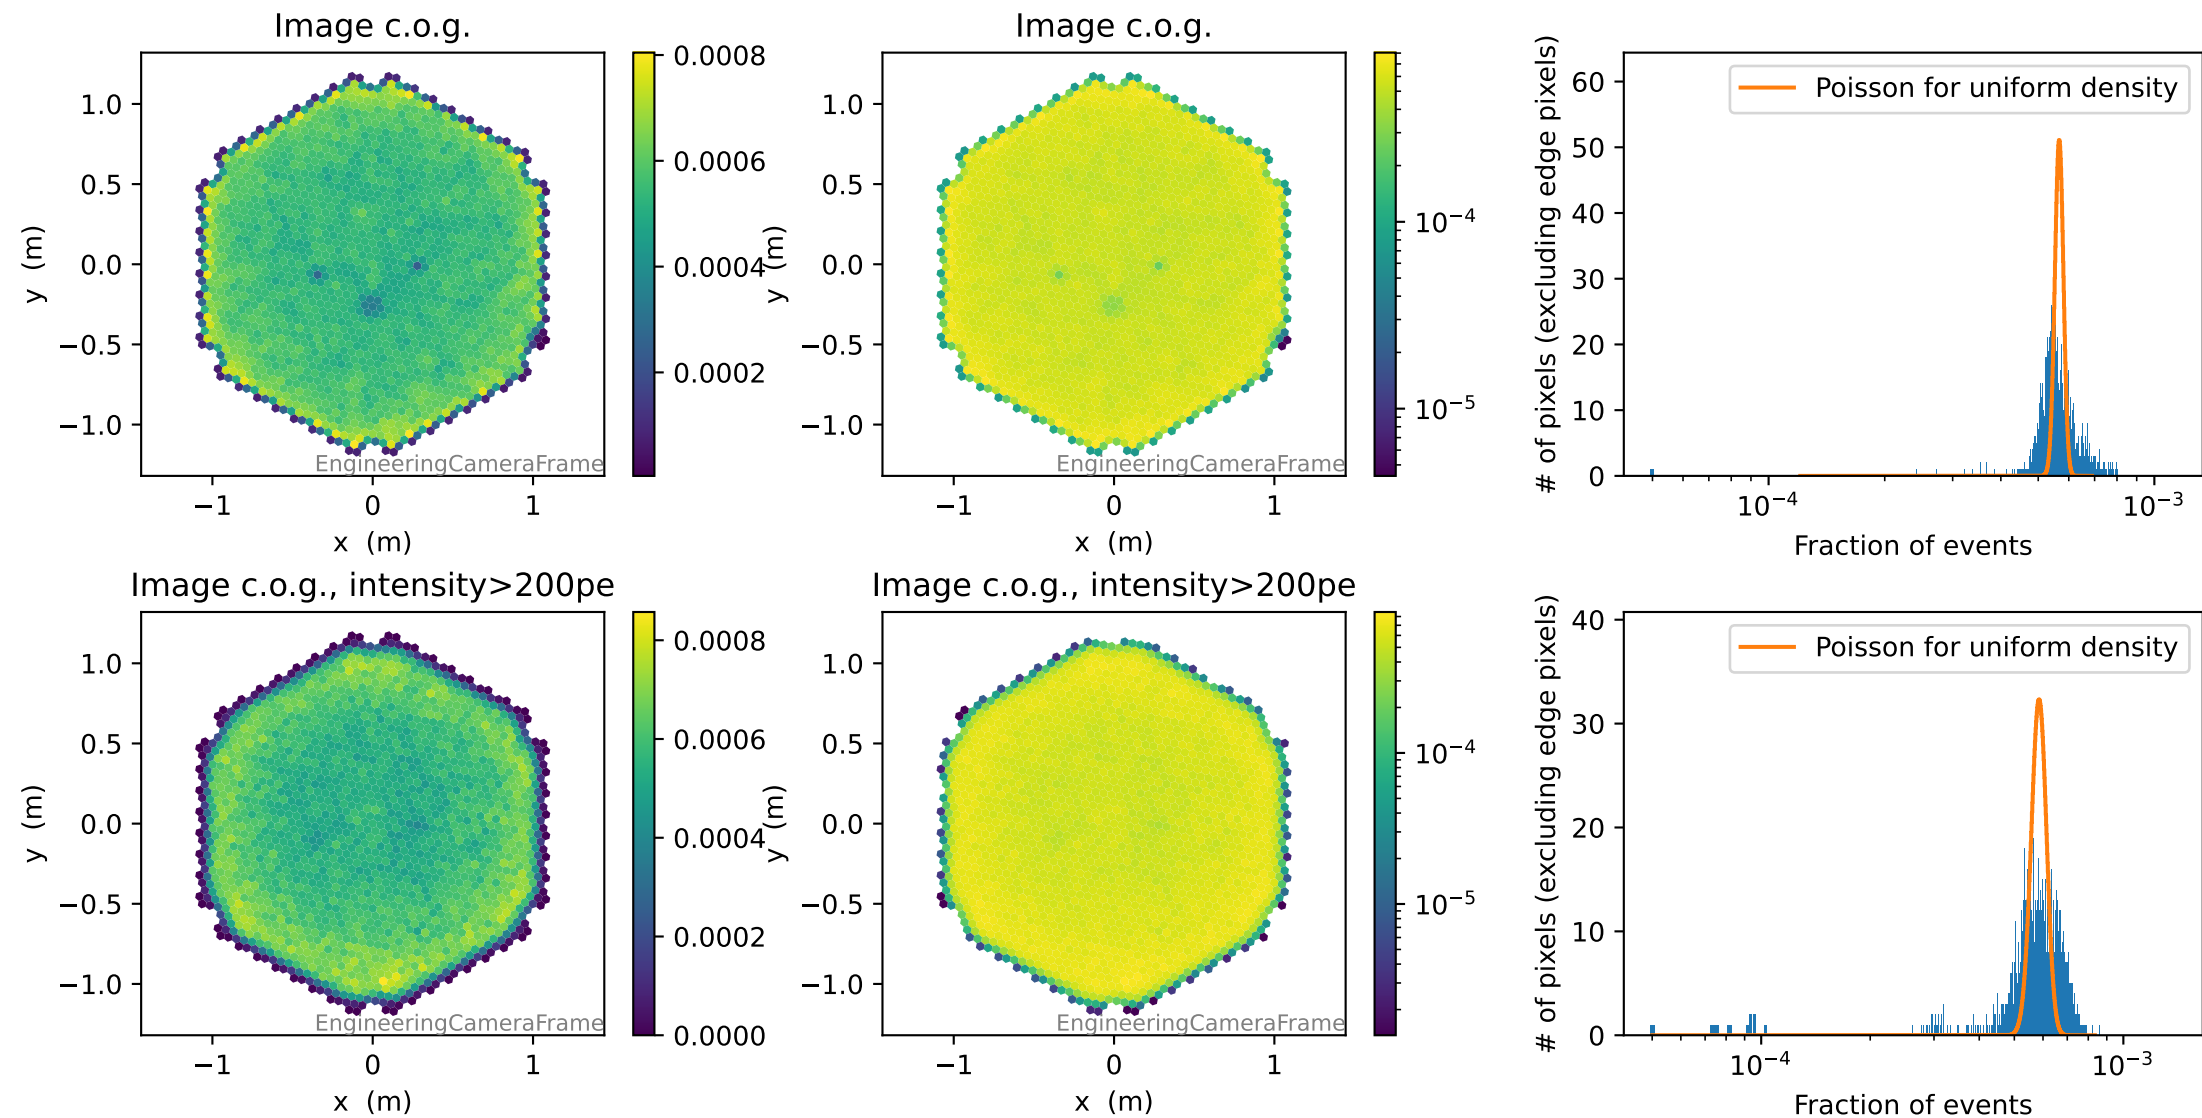 Image c.o.g.
1.0
0.5
0.0
−0.5
−1.0
y (m)
−1
0
1
x (m)
EngineeringCameraFrame
0.0008
0.0006
0.0004
0.0002
Image c.o.g.
1.0
0.5
0.0
−0.5
−1.0
y (m)
−1
0
1
x (m)
EngineeringCameraFrame
10⁻⁴
10⁻⁵
# of pixels (excluding edge pixels)
60
50
40
30
20
10
0
Poisson for uniform density
10⁻⁴
10⁻³
Fraction of events
Image c.o.g., intensity>200pe
1.0
0.5
0.0
−0.5
−1.0
y (m)
−1
0
1
x (m)
EngineeringCameraFrame
0.0008
0.0006
0.0004
0.0002
0.0000
Image c.o.g., intensity>200pe
1.0
0.5
0.0
−0.5
−1.0
y (m)
−1
0
1
x (m)
EngineeringCameraFrame
10⁻⁴
10⁻⁵
# of pixels (excluding edge pixels)
40
30
20
10
0
Poisson for uniform density
10⁻⁴
10⁻³
Fraction of events